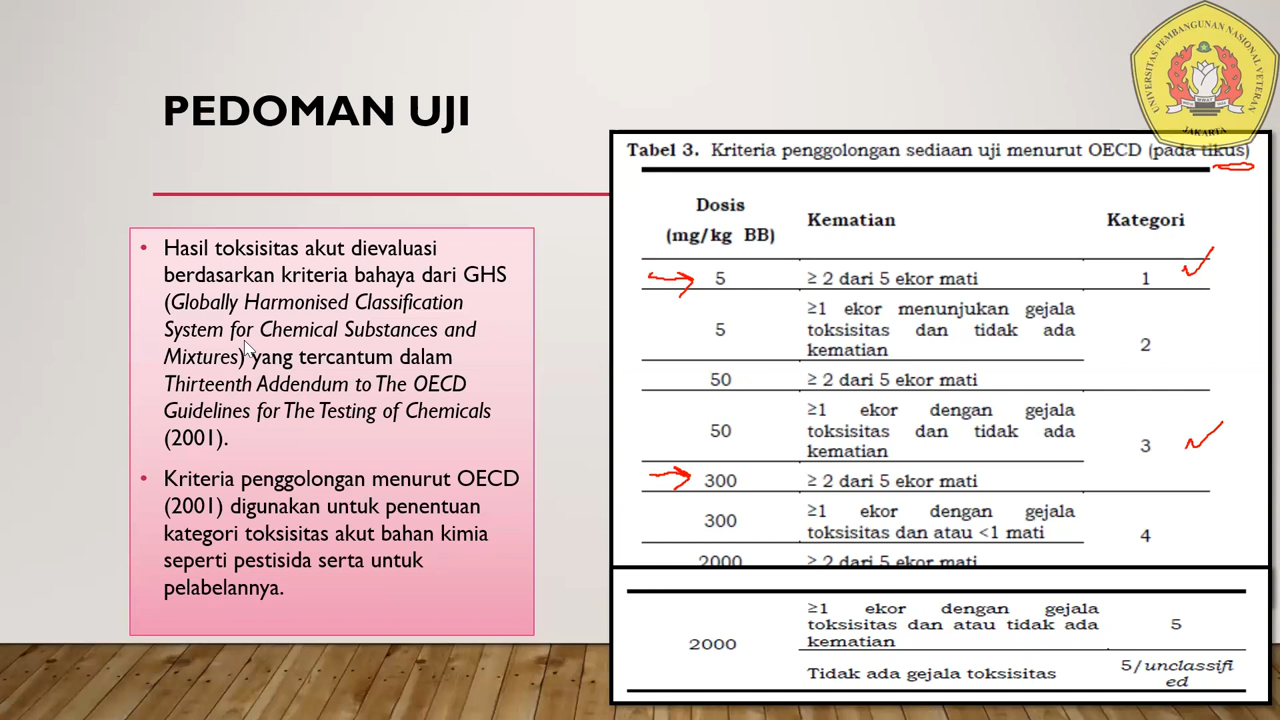 UNIVERSITAS PEMBANGUNAN NASIONAL VETERAN
JAKARTA
PEDOMAN UJI
• Hasil toksisitas akut dievaluasi
berdasarkan kriteria bahaya dari GHS
(Globally Harmonised Classification
System for Chemical Substances and
Mixtures) yang tercantum dalam
Thirteenth Addendum to The OECD
Guidelines for The Testing of Chemicals
(2001).
• Kriteria penggolongan menurut OECD
(2001) digunakan untuk penentuan
kategori toksisitas akut bahan kimia
seperti pestisida serta untuk
pelabelannya.
Tabel 3. Kriteria penggolongan sediaan uji menurut OECD (pada tikus)
Dosis
(mg/kg BB) Kematian Kategori
5 ≥ 2 dari 5 ekor mati 1
≥1 ekor menunjukan gejala
5 toksisitas dan tidak ada
kematian
2
50 ≥ 2 dari 5 ekor mati
≥1 ekor dengan gejala
50 toksisitas dan tidak ada
kematian
3
300 ≥ 2 dari 5 ekor mati
≥1 ekor dengan gejala
300 toksisitas dan atau <1 mati
4
2000 ≥ 2 dari 5 ekor mati
≥1 ekor dengan gejala
toksisitas dan atau tidak ada 5
kematian
2000
Tidak ada gejala toksisitas 5/unclassifi
ed